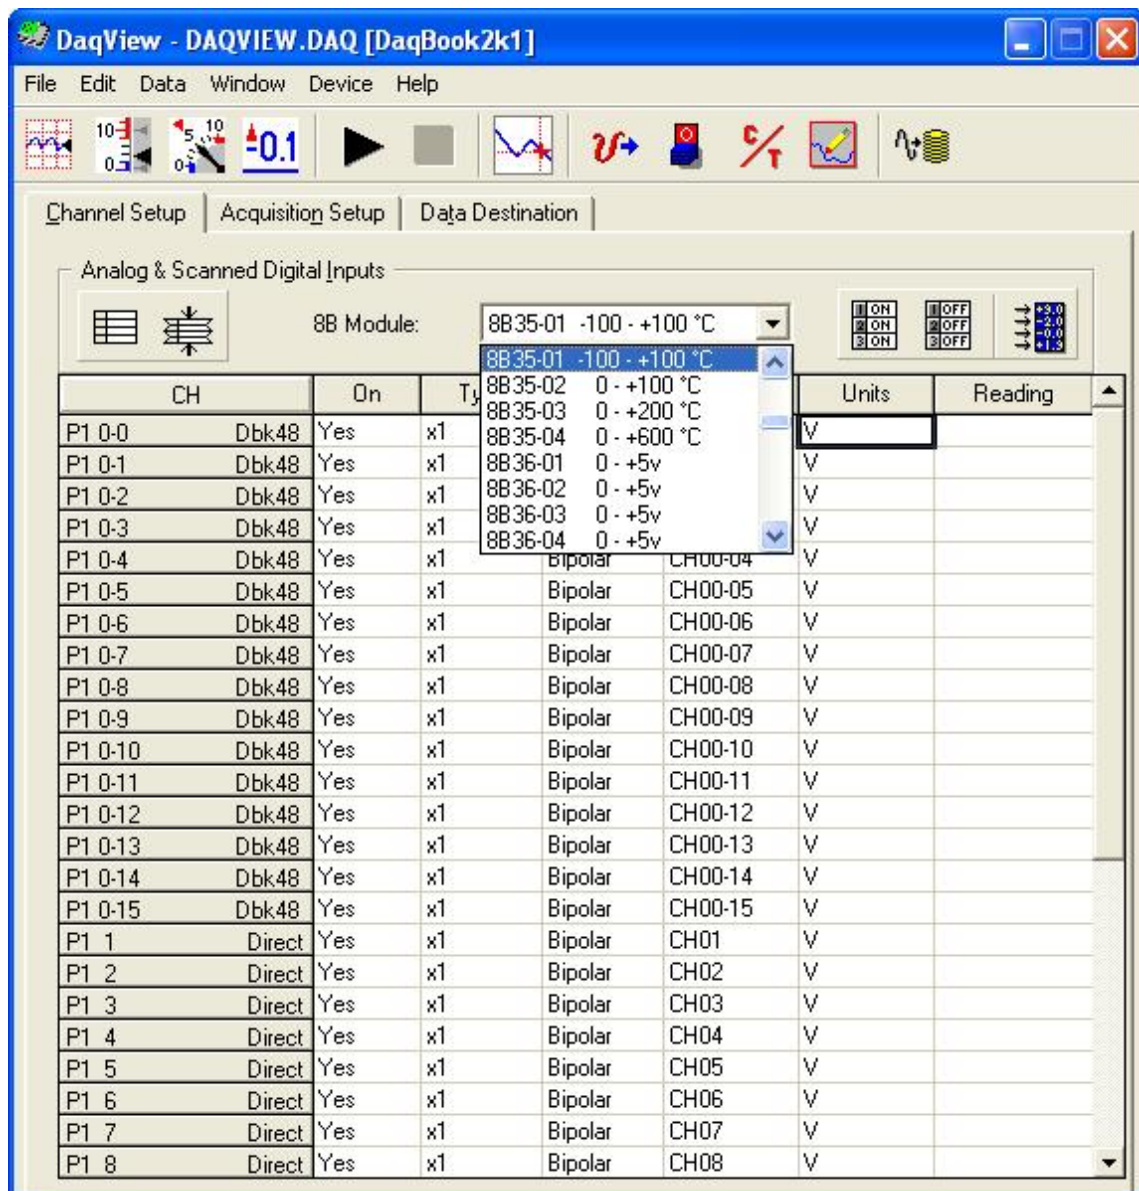 DaqView - DAQVIEW.DAQ [DaqBook2k1]
File Edit Data Window Device Help
10 0.5 5 10 0 0.1 C/T
Channel Setup Acquisition Setup Data Destination
Analog & Scanned Digital Inputs
8B Module: 8B35-01 -100 - +100 °C
1 ON 1 OFF
2 ON 2 OFF
3 ON 3 OFF
8B35-01 -100 - +100 °C
8B35-02 0 - +100 °C
8B35-03 0 - +200 °C
8B35-04 0 - +600 °C
8B36-01 0 - +5v
8B36-02 0 - +5v
8B36-03 0 - +5v
8B36-04 0 - +5v
CH On Units Reading
P1 0-0 Dbk48 Yes x1 V
P1 0-1 Dbk48 Yes x1 V
P1 0-2 Dbk48 Yes x1 V
P1 0-3 Dbk48 Yes x1 V
P1 0-4 Dbk48 Yes x1 Bipolar CH00-04 V
P1 0-5 Dbk48 Yes x1 Bipolar CH00-05 V
P1 0-6 Dbk48 Yes x1 Bipolar CH00-06 V
P1 0-7 Dbk48 Yes x1 Bipolar CH00-07 V
P1 0-8 Dbk48 Yes x1 Bipolar CH00-08 V
P1 0-9 Dbk48 Yes x1 Bipolar CH00-09 V
P1 0-10 Dbk48 Yes x1 Bipolar CH00-10 V
P1 0-11 Dbk48 Yes x1 Bipolar CH00-11 V
P1 0-12 Dbk48 Yes x1 Bipolar CH00-12 V
P1 0-13 Dbk48 Yes x1 Bipolar CH00-13 V
P1 0-14 Dbk48 Yes x1 Bipolar CH00-14 V
P1 0-15 Dbk48 Yes x1 Bipolar CH00-15 V
P1 1 Direct Yes x1 Bipolar CH01 V
P1 2 Direct Yes x1 Bipolar CH02 V
P1 3 Direct Yes x1 Bipolar CH03 V
P1 4 Direct Yes x1 Bipolar CH04 V
P1 5 Direct Yes x1 Bipolar CH05 V
P1 6 Direct Yes x1 Bipolar CH06 V
P1 7 Direct Yes x1 Bipolar CH07 V
P1 8 Direct Yes x1 Bipolar CH08 V